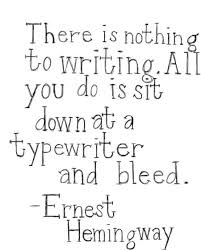 There is nothing
to writing. All
you do is sit
down at a
typewriter
and bleed.
-Ernest
Hemingway